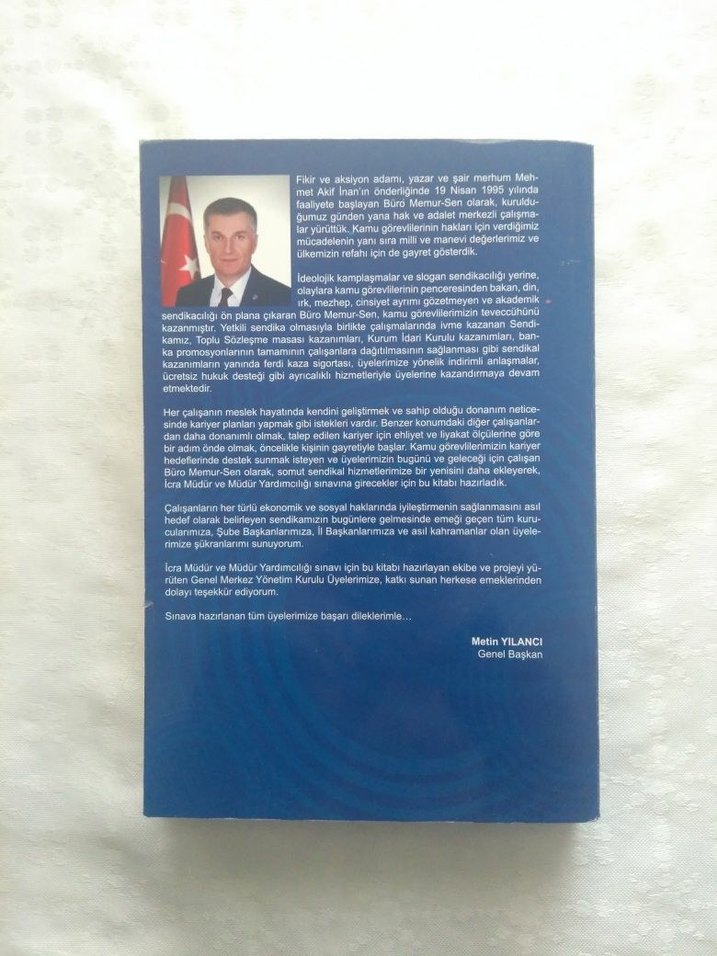 Fikir ve aksiyon adamı, yazar ve şair merhum Meh-
met Akif İnan'ın önderliğinde 19 Nisan 1995 yılında
faaliyete başlayan Büro Memur-Sen olarak, kuruldu-
ğumuz günden yana hak ve adalet merkezli çalışma-
lar yürüttük. Kamu görevlilerinin hakları için verdiğimiz
mücadelenin yanı sıra milli ve manevi değerlerimiz ve
ülkemizin refahı için de gayret gösterdik.
İdeolojik kamplaşmalar ve slogan sendikacılığı yerine,
olaylara kamu görevlilerinin penceresinden bakan, din,
ırk, mezhep, cinsiyet ayrımı gözetmeyen ve akademik
sendikacılığı ön plana çıkaran Büro Memur-Sen, kamu görevlilerimizin teveccühünü
kazanmıştır. Yetkili sendika olmasıyla birlikte çalışmalarında ivme kazanan Sendi-
kamız, Toplu Sözleşme masası kazanımları, Kurum İdari Kurulu kazanımları, ban-
ka promosyonlarının tamamının çalışanlara dağıtılmasının sağlanması gibi sendikal
kazanımların yanında ferdi kaza sigortası, üyelerimize yönelik indirimli anlaşmalar,
ücretsiz hukuk desteği gibi ayrıcalıklı hizmetleriyle üyelerine kazandırmaya devam
etmektedir.
Her çalışanın meslek hayatında kendini geliştirmek ve sahip olduğu donanım netice-
sinde kariyer planları yapmak gibi istekleri vardır. Benzer konumdaki diğer çalışanlar-
dan daha donanımlı olmak, talep edilen kariyer için ehliyet ve liyakat ölçülerine göre
bir adım önde olmak, öncelikle kişinin gayretiyle başlar. Kamu görevlilerimizin kariyer
hedeflerinde destek sunmak isteyen ve üyelerimizin bugünü ve geleceği için çalışan
Büro Memur-Sen olarak, somut sendikal hizmetlerimize bir yenisini daha ekleyerek,
İcra Müdür ve Müdür Yardımcılığı sınavına girecekler için bu kitabı hazırladık.
Çalışanların her türlü ekonomik ve sosyal haklarında iyileştirmenin sağlanmasını asıl
hedef olarak belirleyen sendikamızın bugünlere gelmesinde emeği geçen tüm kuru-
cularımıza, Şube Başkanlarımıza, İl Başkanlarımıza ve asıl kahramanlar olan üyele-
rimize şükranlarımı sunuyorum.
İcra Müdür ve Müdür Yardımcılığı sınavı için bu kitabı hazırlayan ekibe ve projeyi yü-
rüten Genel Merkez Yönetim Kurulu Üyelerimize, katkı sunan herkese emeklerinden
dolayı teşekkür ediyorum.
Sınava hazırlanan tüm üyelerimize başarı dileklerimle…
Metin YILANCI
Genel Başkan